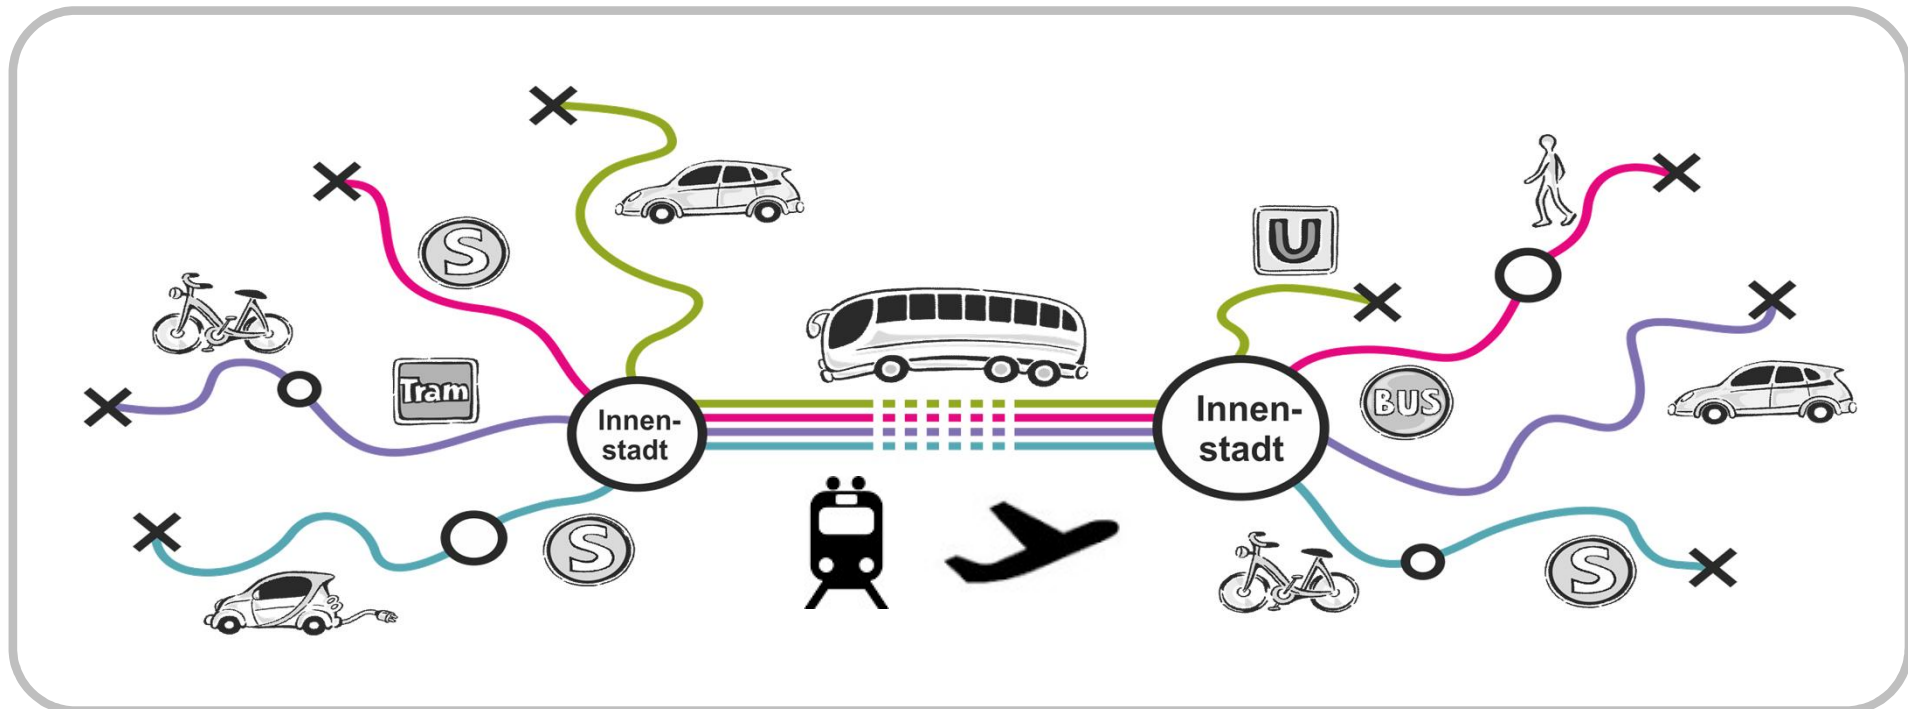 S
U
Tram
Innen-
stadt
Innen-
stadt
BUS
S
S